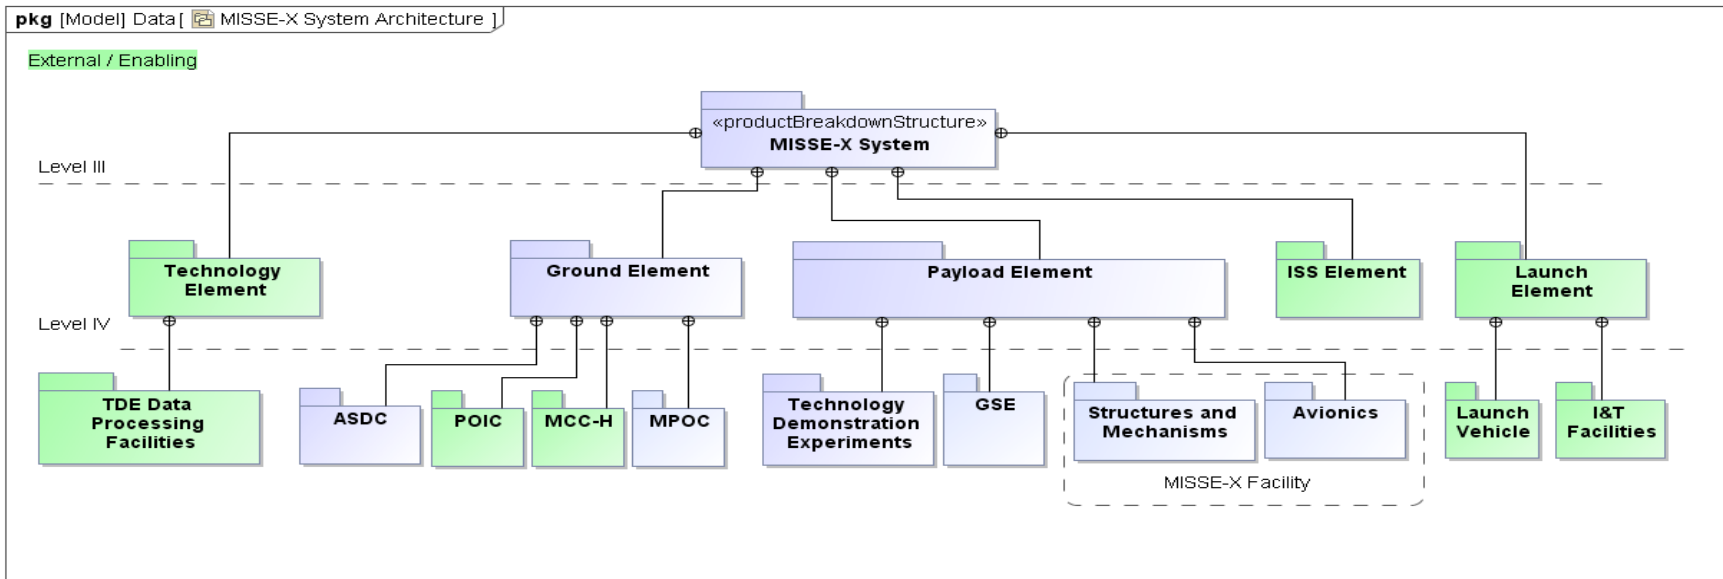 pkg [Model] Data[ MISSE-X System Architecture ]
External / Enabling
«productBreakdownStructure»
MISSE-X System
Level III
Technology
Element
Ground Element
Payload Element
ISS Element
Launch
Element
Level IV
TDE Data
Processing
Facilities
ASDC
POIC
MCC-H
MPOC
Technology
Demonstration
Experiments
GSE
Structures and
Mechanisms
Avionics
MISSE-X Facility
Launch
Vehicle
I&T
Facilities